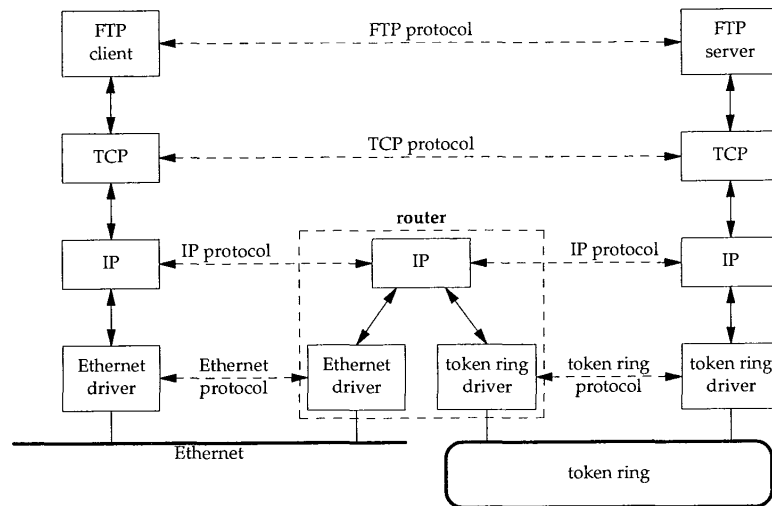 FTP client
FTP protocol
FTP server
TCP
TCP protocol
TCP
router
IP
IP protocol
IP
IP protocol
IP
Ethernet driver
Ethernet protocol
Ethernet driver
token ring driver
token ring protocol
token ring driver
Ethernet
token ring